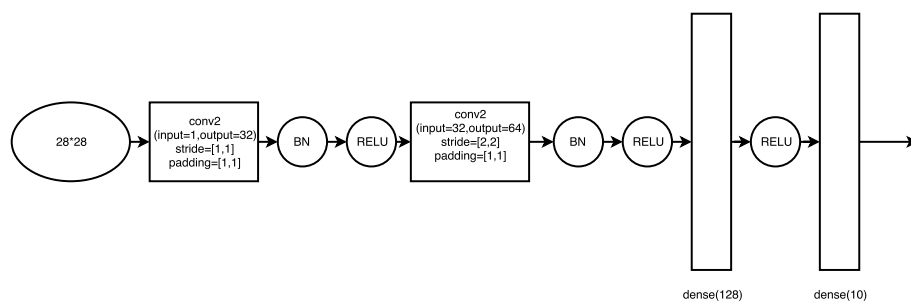 28*28
conv2
(input=1,output=32)
stride=[1,1]
padding=[1,1]
BN
RELU
conv2
(input=32,output=64)
stride=[2,2]
padding=[1,1]
BN
RELU
dense(128)
RELU
dense(10)